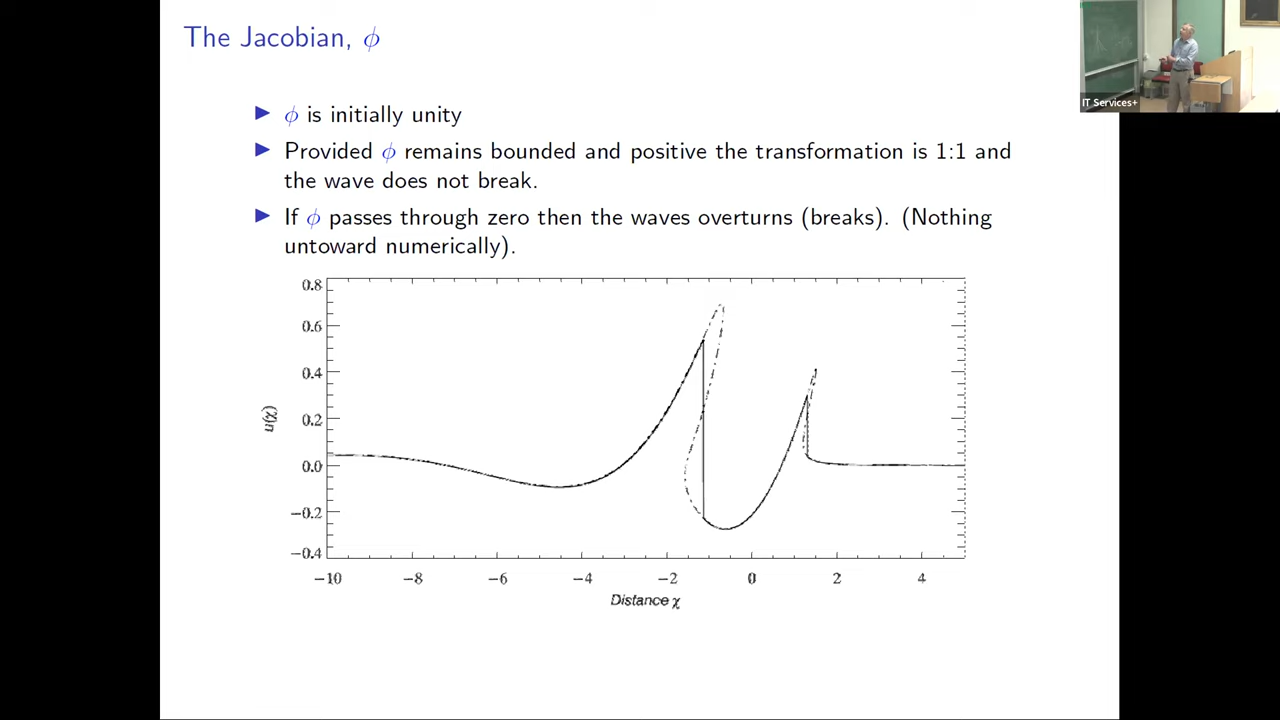 The Jacobian, ϕ
▶ ϕ is initially unity
▶ Provided ϕ remains bounded and positive the transformation is 1:1 and
the wave does not break.
▶ If ϕ passes through zero then the waves overturns (breaks). (Nothing
untoward numerically).
0.8
0.6
0.4
0.2
0.0
−0.2
−0.4
u(χ)
−10 −8 −6 −4 −2 0 2 4
Distance χ
IT Services+